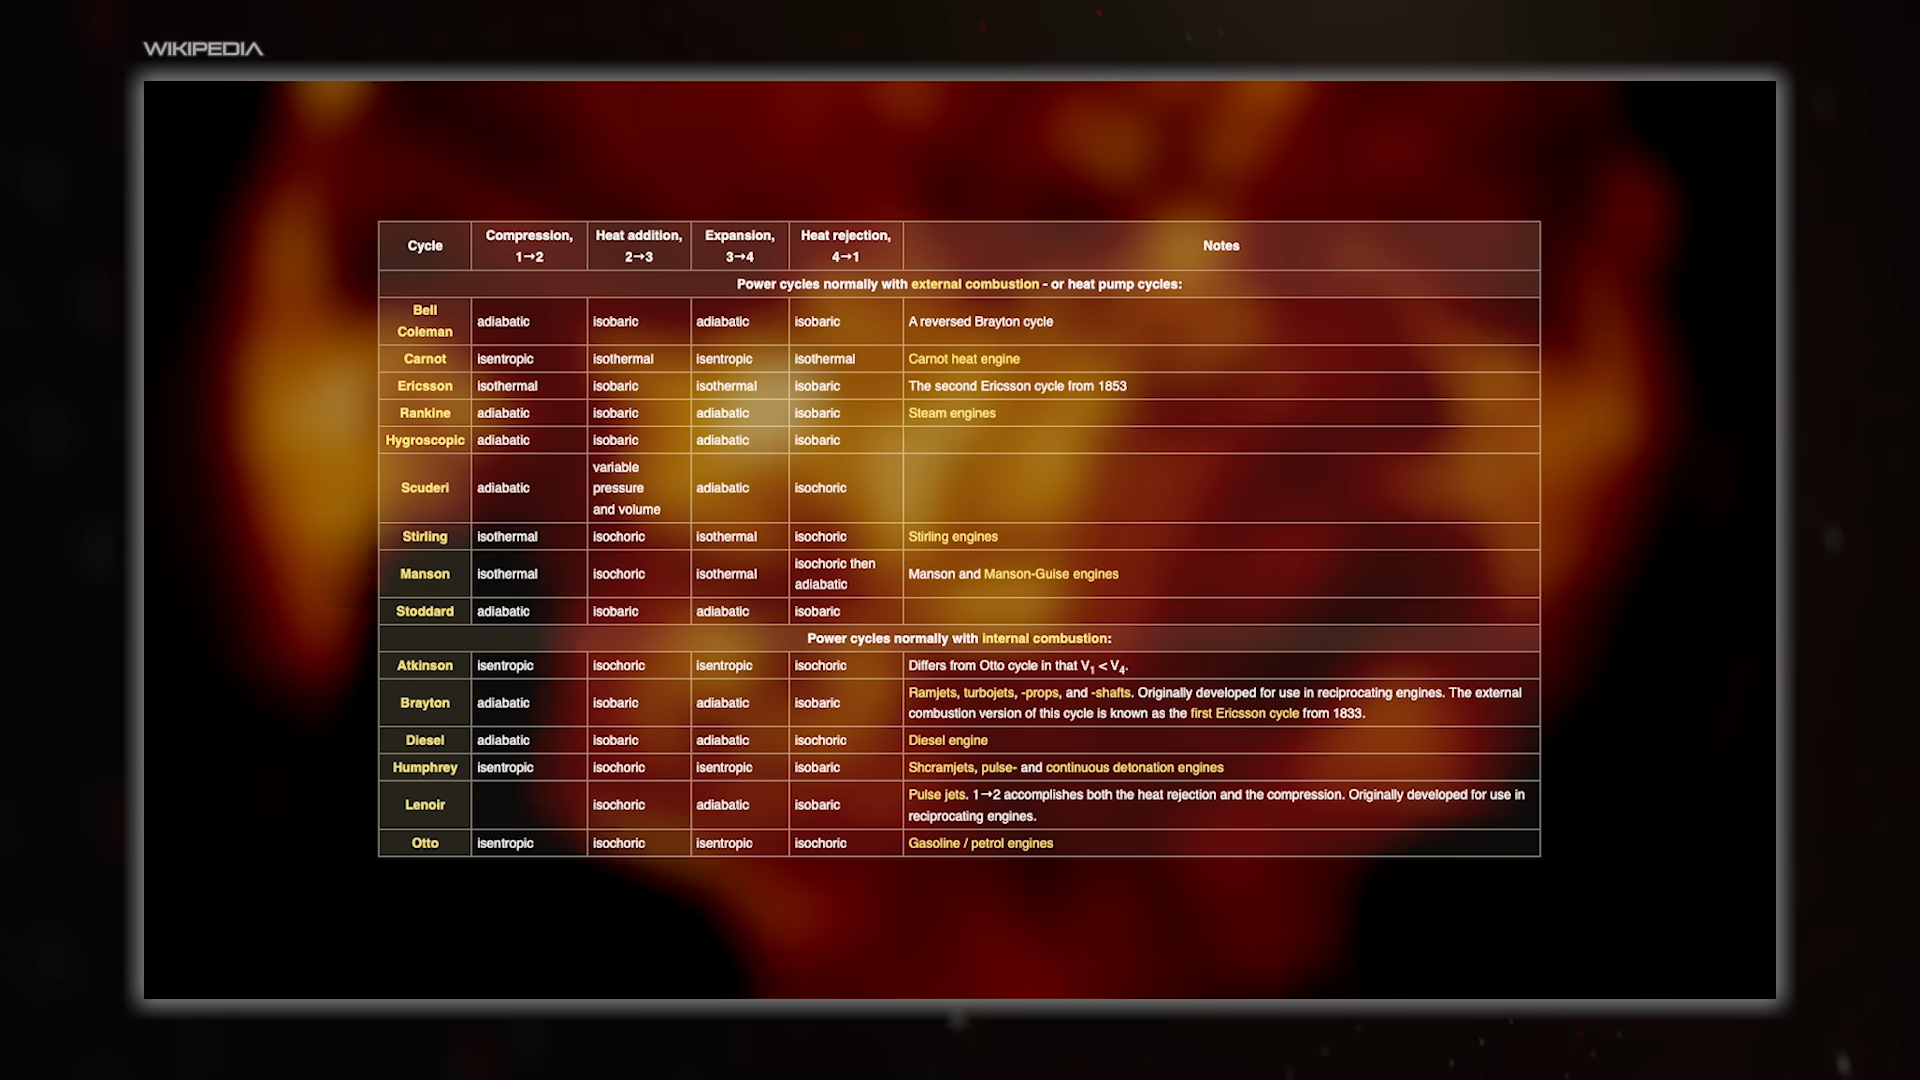 WIKIPEDIA
Cycle Compression, 1→2 Heat addition, 2→3 Expansion, 3→4 Heat rejection, 4→1 Notes
Power cycles normally with external combustion - or heat pump cycles:
Bell Coleman adiabatic isobaric adiabatic isobaric A reversed Brayton cycle
Carnot isentropic isothermal isentropic isothermal Carnot heat engine
Ericsson isothermal isobaric isothermal isobaric The second Ericsson cycle from 1853
Rankine adiabatic isobaric adiabatic isobaric Steam engines
Hygroscopic adiabatic isobaric adiabatic isobaric
Scuderi adiabatic variable pressure and volume adiabatic isochoric
Stirling isothermal isochoric isothermal isochoric Stirling engines
Manson isothermal isochoric isothermal isochoric then adiabatic Manson and Manson-Guise engines
Stoddard adiabatic isobaric adiabatic isobaric
Power cycles normally with internal combustion:
Atkinson isentropic isochoric isentropic isochoric Differs from Otto cycle in that V₁ < V₄.
Brayton adiabatic isobaric adiabatic isobaric Ramjets, turbojets, -props, and -shafts. Originally developed for use in reciprocating engines. The external
combustion version of this cycle is known as the first Ericsson cycle from 1833.
Diesel adiabatic isobaric adiabatic isochoric Diesel engine
Humphrey isentropic isochoric isentropic isobaric Shcramjets, pulse- and continuous detonation engines
Lenoir isochoric adiabatic isobaric Pulse jets. 1→2 accomplishes both the heat rejection and the compression. Originally developed for use in
reciprocating engines.
Otto isentropic isochoric isentropic isochoric Gasoline / petrol engines